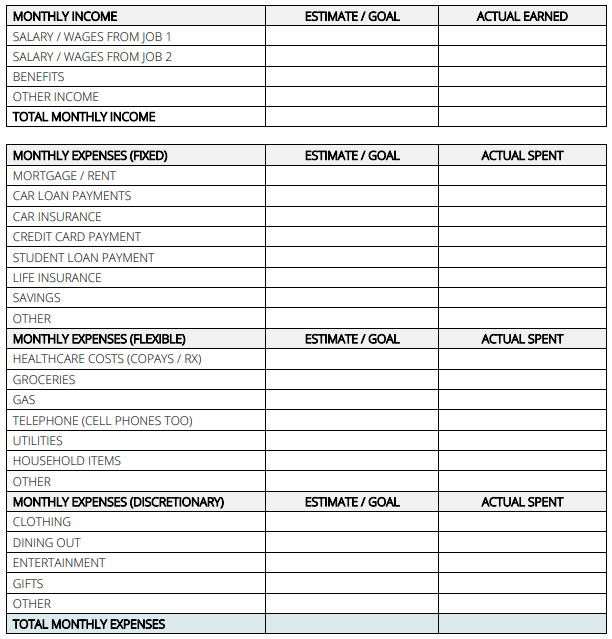 MONTHLY INCOME ESTIMATE / GOAL ACTUAL EARNED
SALARY / WAGES FROM JOB 1
SALARY / WAGES FROM JOB 2
BENEFITS
OTHER INCOME
TOTAL MONTHLY INCOME
MONTHLY EXPENSES (FIXED) ESTIMATE / GOAL ACTUAL SPENT
MORTGAGE / RENT
CAR LOAN PAYMENTS
CAR INSURANCE
CREDIT CARD PAYMENT
STUDENT LOAN PAYMENT
LIFE INSURANCE
SAVINGS
OTHER
MONTHLY EXPENSES (FLEXIBLE) ESTIMATE / GOAL ACTUAL SPENT
HEALTHCARE COSTS (COPAYS / RX)
GROCERIES
GAS
TELEPHONE (CELL PHONES TOO)
UTILITIES
HOUSEHOLD ITEMS
OTHER
MONTHLY EXPENSES (DISCRETIONARY) ESTIMATE / GOAL ACTUAL SPENT
CLOTHING
DINING OUT
ENTERTAINMENT
GIFTS
OTHER
TOTAL MONTHLY EXPENSES